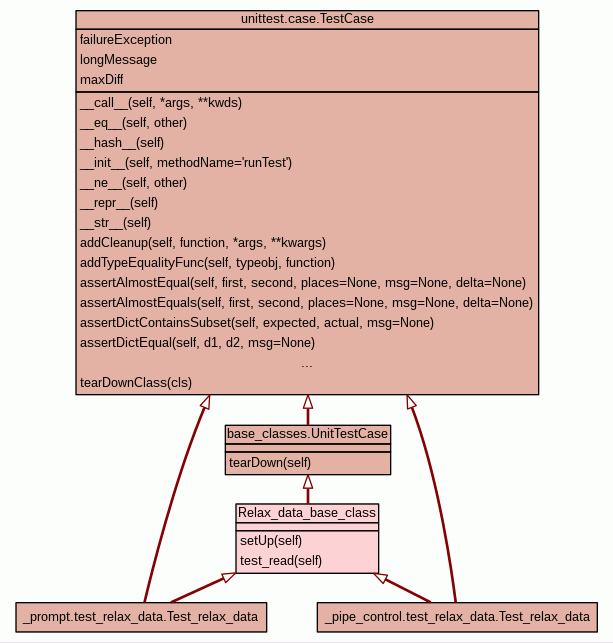 unittest.case.TestCase
failureException
longMessage
maxDiff
__call__(self, *args, **kwds)
__eq__(self, other)
__hash__(self)
__init__(self, methodName='runTest')
__ne__(self, other)
__repr__(self)
__str__(self)
addCleanup(self, function, *args, **kwargs)
addTypeEqualityFunc(self, typeobj, function)
assertAlmostEqual(self, first, second, places=None, msg=None, delta=None)
assertAlmostEquals(self, first, second, places=None, msg=None, delta=None)
assertDictContainsSubset(self, expected, actual, msg=None)
assertDictEqual(self, d1, d2, msg=None)
...
tearDownClass(cls)
base_classes.UnitTestCase
tearDown(self)
Relax_data_base_class
setUp(self)
test_read(self)
_prompt.test_relax_data.Test_relax_data
_pipe_control.test_relax_data.Test_relax_data